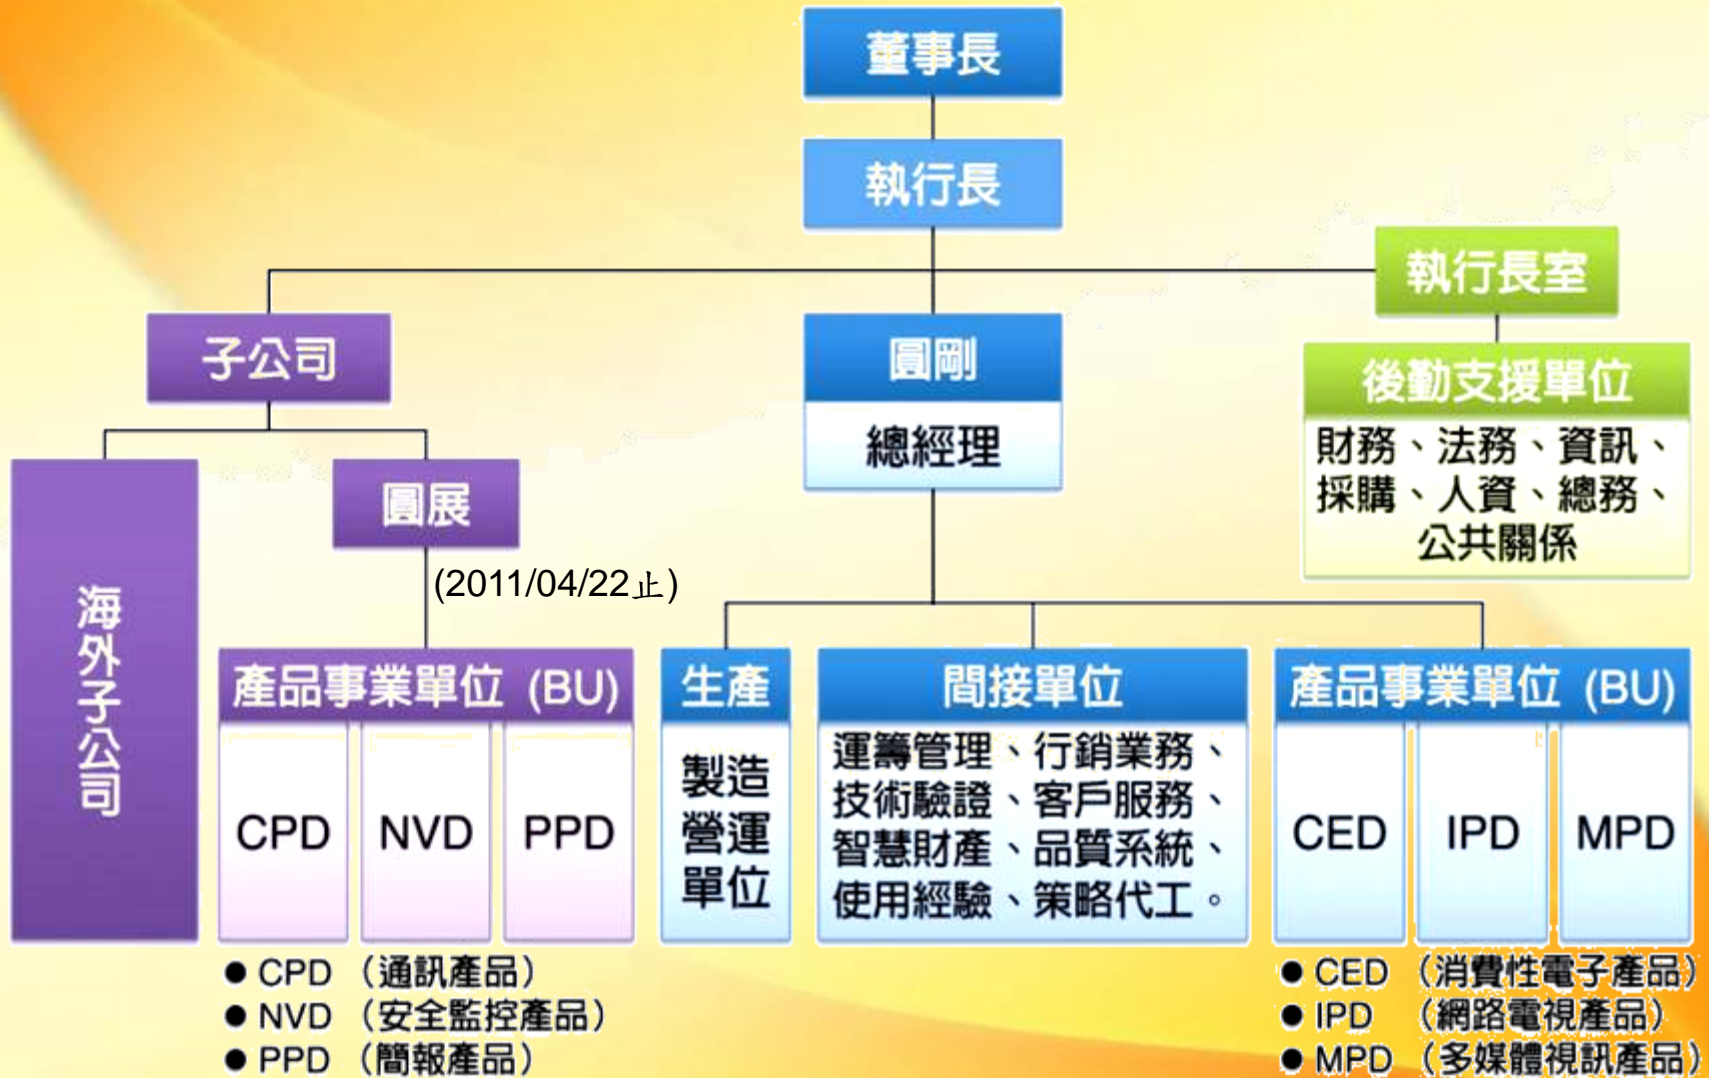 董事長
執行長
執行長室
子公司
圓剛
總經理
後勤支援單位
財務、法務、資訊、
採購、人資、總務、
公共關係
圓展
(2011/04/22止)
海外子公司
產品事業單位 (BU)
CPD
NVD
PPD
生產
製造
營運
單位
間接單位
運籌管理、行銷業務、
技術驗證、客戶服務、
智慧財產、品質系統、
使用經驗、策略代工。
產品事業單位 (BU)
CED
IPD
MPD
● CPD （通訊產品）
● NVD （安全監控產品）
● PPD （簡報產品）
● CED （消費性電子產品）
● IPD （網路電視產品）
● MPD （多媒體視訊產品）